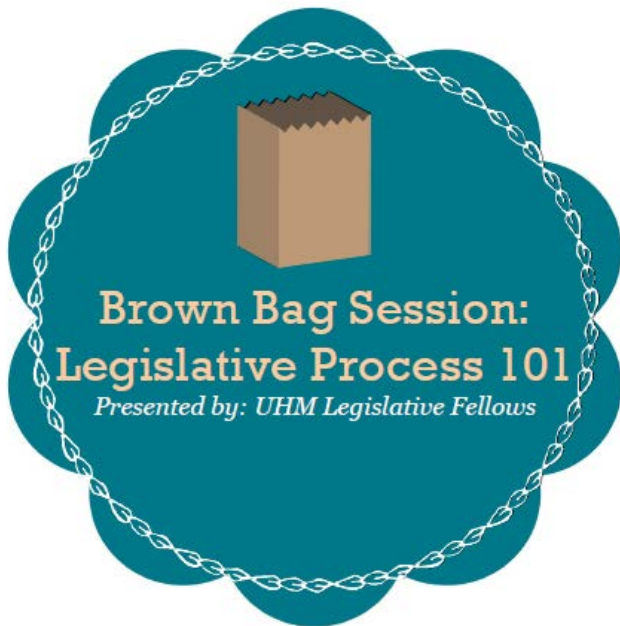 Brown Bag Session:
Legislative Process 101
Presented by: UHM Legislative Fellows